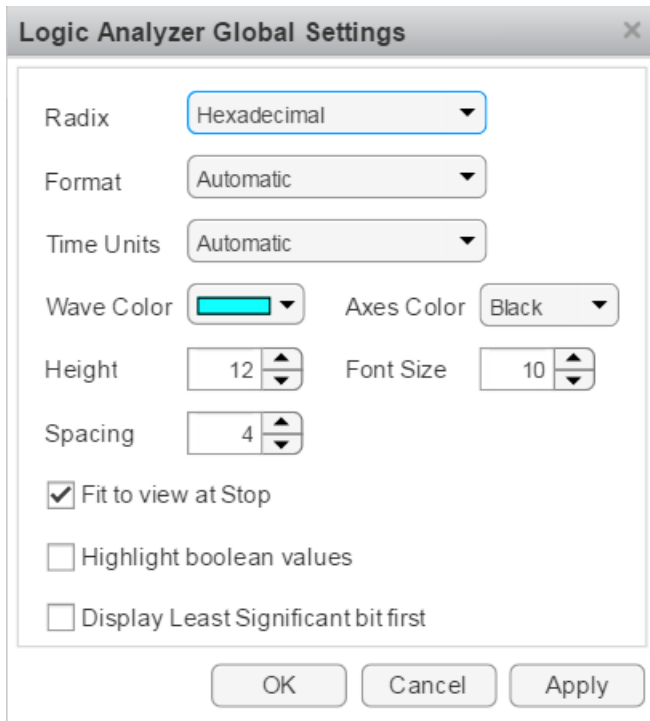 Logic Analyzer Global Settings
Radix Hexadecimal
Format Automatic
Time Units Automatic
Wave Color Axes Color Black
Height 12 Font Size 10
Spacing 4
Fit to view at Stop
Highlight boolean values
Display Least Significant bit first
OK Cancel Apply